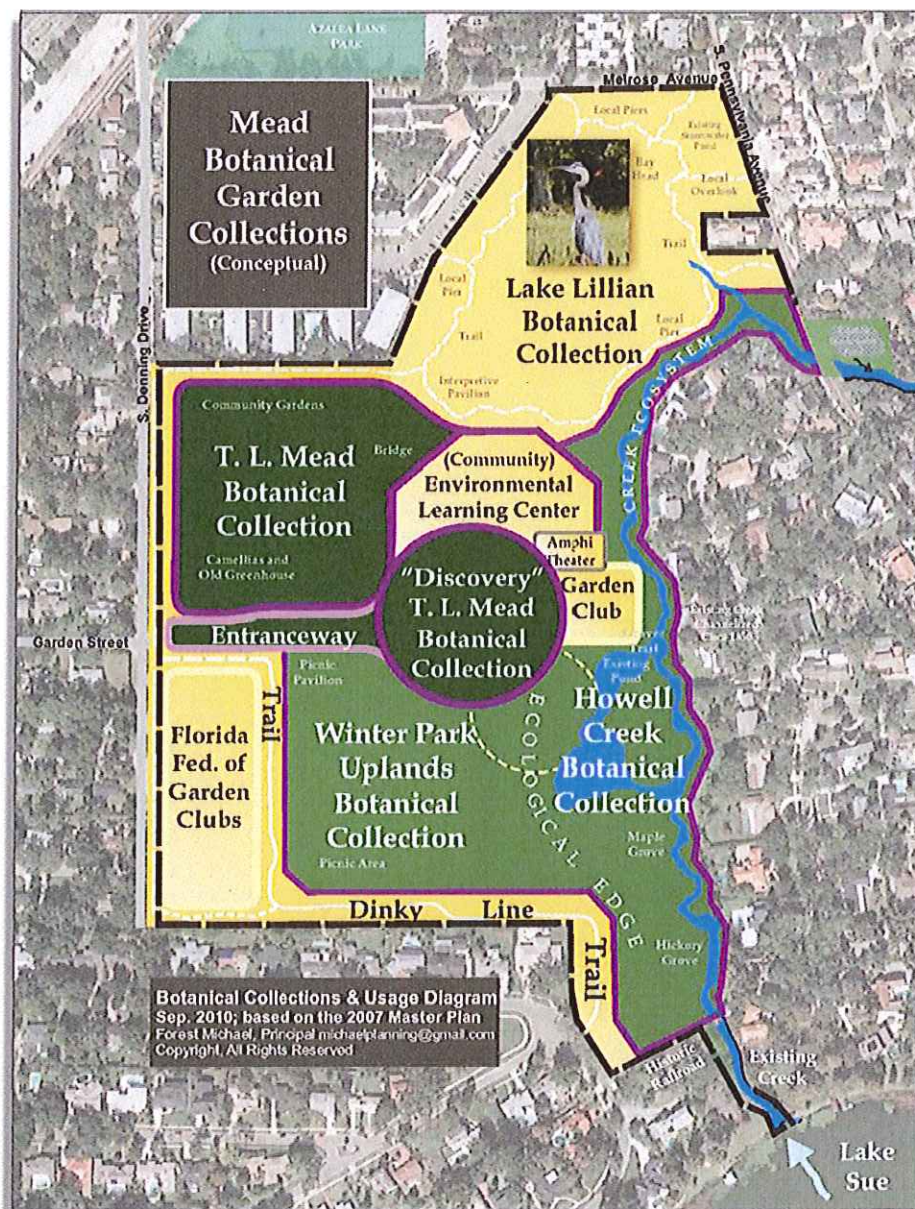 AZALEA LANE
PARK
Mead
Botanical
Garden
Collections
(Conceptual)
Melrose Avenue
S. Pennsylvania Avenue
S. Denning Drive
Local Piers
Existing
Stormwater
Pond
Bay
Head
Local
Overlook
Trail
Local
Pier
Lake Lillian
Botanical
Collection
Local
Pier
Trail
Interpretive
Pavilion
CREEK ECOSYSTEM
Community Gardens
Bridge
T. L. Mead
Botanical
Collection
Camellias and
Old Greenhouse
(Community)
Environmental
Learning Center
Amphi
Theater
Garden
Club
"Discovery"
T. L. Mead
Botanical
Collection
Garden Street
Entranceway
Picnic
Pavilion
Trail
Existing
Pond
Trail
Florida
Fed. of
Garden
Clubs
Winter Park
Uplands
Botanical
Collection
Picnic Area
ECOLOGICAL EDGE
Howell
Creek
Botanical
Collection
Maple
Grove
Hickory
Grove
Dinky Line
Trail
Botanical Collections & Usage Diagram
Sep. 2010; based on the 2007 Master Plan
Forest Michael, Principal michaelplanning@gmail.com
Copyright, All Rights Reserved
Historic
Railroad
Existing
Creek
Lake
Sue